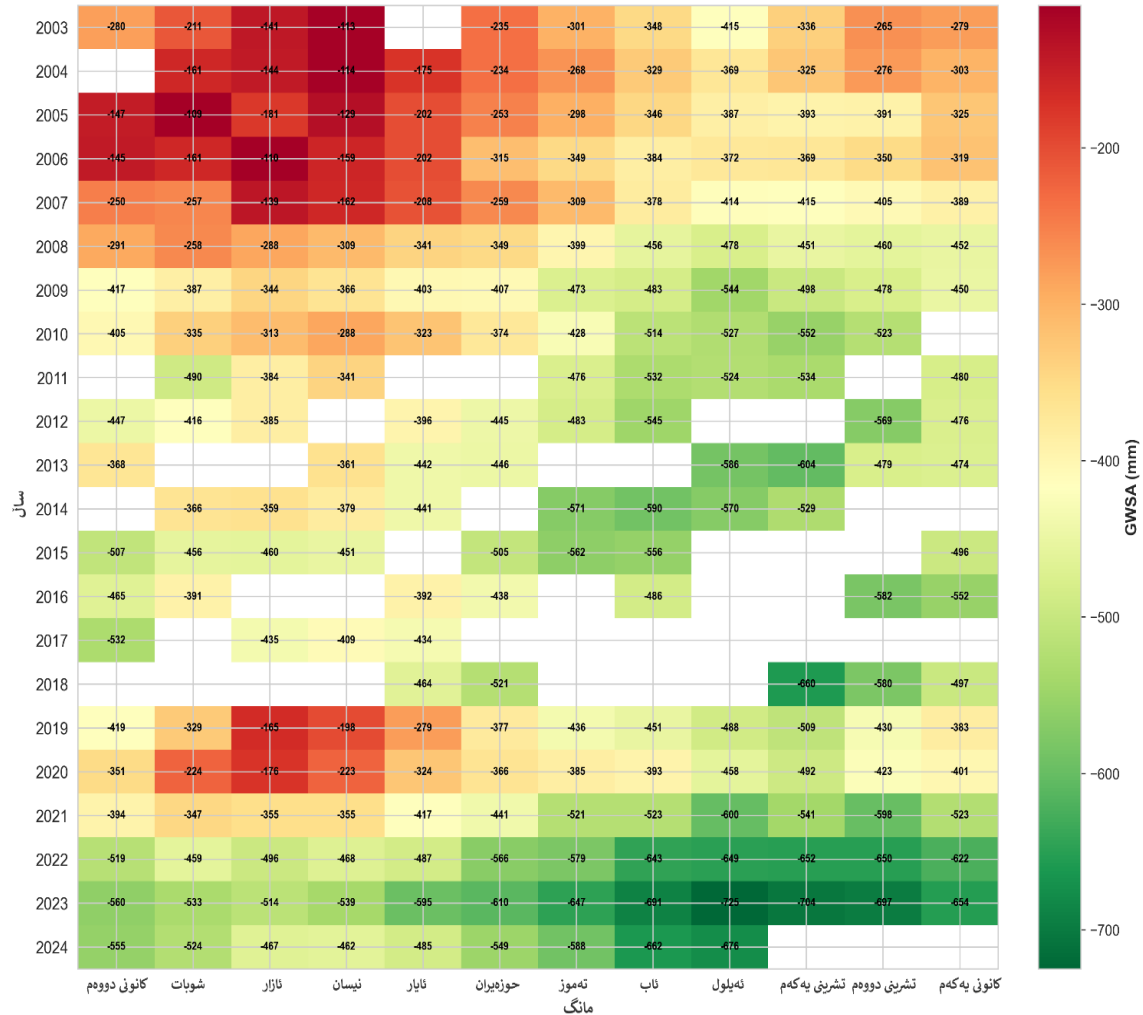 2003 -280 -211 -141 -113 -235 -301 -348 -415 -336 -265 -279
2004 -161 -144 -114 -175 -234 -268 -329 -369 -325 -276 -303
2005 -147 -109 -181 -129 -202 -253 -298 -346 -387 -393 -391 -325
2006 -145 -161 -110 -159 -202 -315 -349 -384 -372 -369 -350 -319
2007 -250 -257 -139 -162 -208 -259 -309 -378 -414 -415 -405 -389
2008 -291 -258 -288 -309 -341 -349 -399 -456 -478 -451 -460 -452
2009 -417 -387 -344 -366 -403 -407 -473 -483 -544 -498 -478 -450
2010 -405 -335 -313 -288 -323 -374 -428 -514 -527 -552 -523
2011 -490 -384 -341 -476 -532 -524 -534 -480
2012 -447 -416 -385 -396 -445 -483 -545 -569 -476
2013 -368 -361 -442 -446 -586 -604 -479 -474
2014 -366 -359 -379 -441 -571 -590 -570 -529
2015 -507 -456 -460 -451 -505 -562 -556 -496
2016 -465 -391 -392 -438 -486 -582 -552
2017 -532 -435 -409 -434
2018 -464 -521 -660 -580 -497
2019 -419 -329 -165 -198 -279 -377 -436 -451 -488 -509 -430 -383
2020 -351 -224 -176 -223 -324 -366 -385 -393 -458 -492 -423 -401
2021 -394 -347 -355 -355 -417 -441 -521 -523 -600 -541 -598 -523
2022 -519 -459 -496 -468 -487 -566 -579 -643 -649 -652 -650 -622
2023 -560 -533 -514 -539 -595 -610 -647 -691 -725 -704 -697 -654
2024 -555 -524 -467 -462 -485 -549 -588 -662 -676
کانونی دووەم شوبات ئازار نیسان ئایار حوزەیران تەموز ئاب ئەیلول تشرینی یەکەم تشرینی دووەم کانونی یەکەم
مانگ
ساڵ
−200
−300
−400
−500
−600
−700
GWSA (mm)